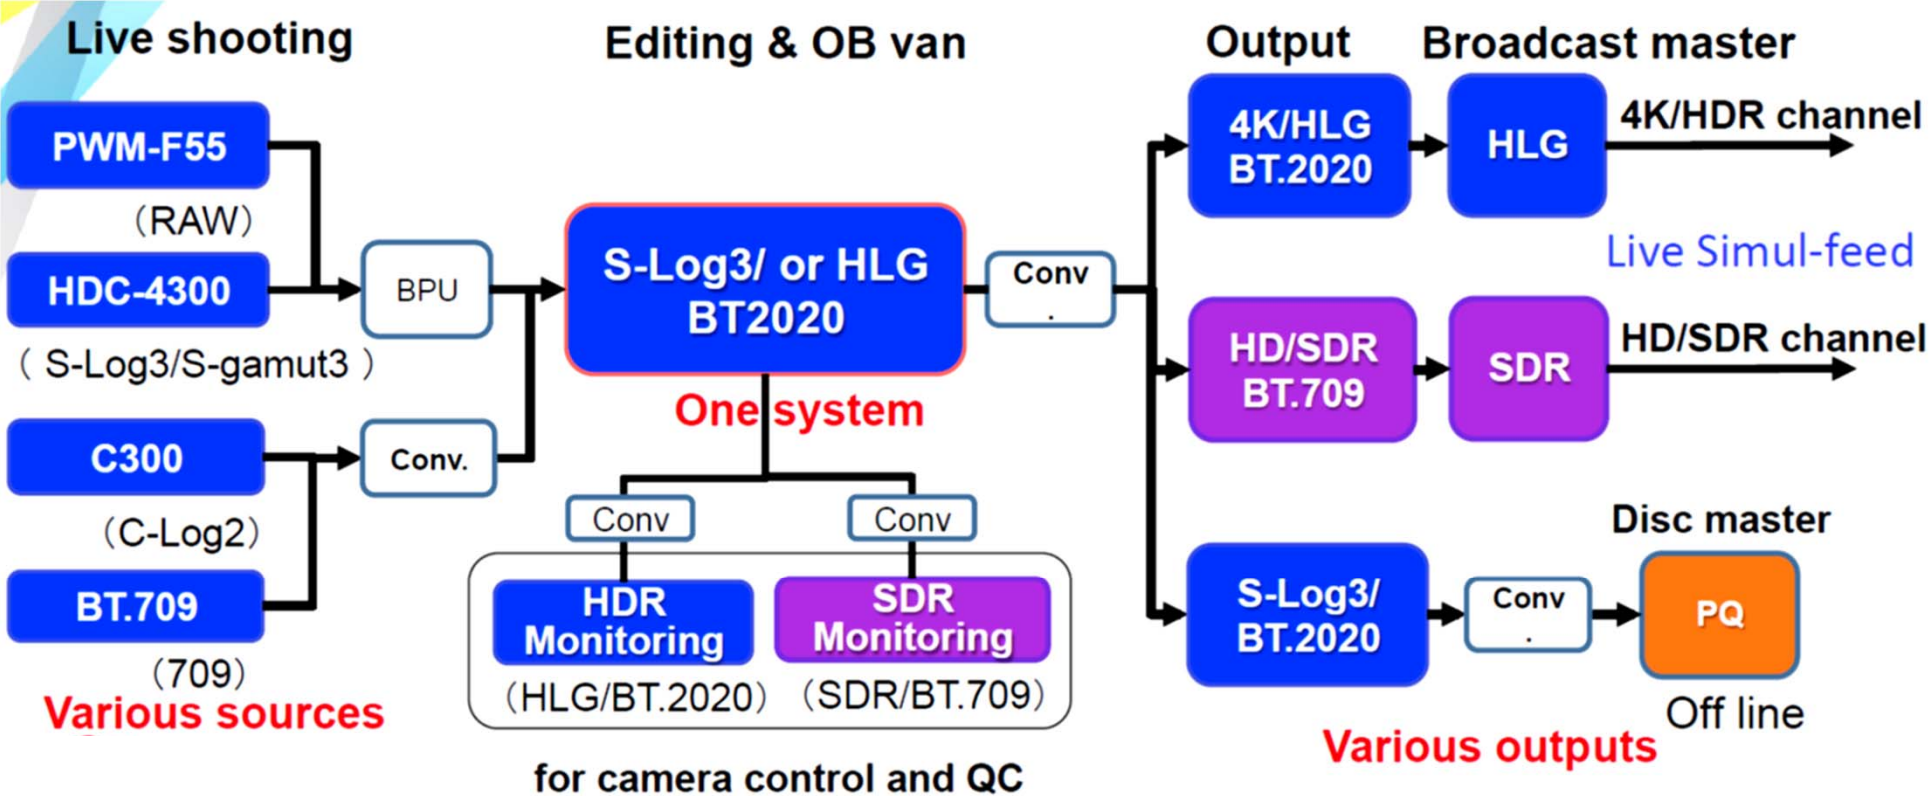 Live shooting
Editing & OB van
Output
Broadcast master
PWM-F55
(RAW)
HDC-4300
( S-Log3/S-gamut3 )
C300
(C-Log2)
BT.709
(709)
Various sources
BPU
Conv.
S-Log3/ or HLG
BT2020
One system
Conv
Conv
HDR
Monitoring
(HLG/BT.2020)
SDR
Monitoring
(SDR/BT.709)
for camera control and QC
Conv
.
4K/HLG
BT.2020
HLG
4K/HDR channel
Live Simul-feed
HD/SDR
BT.709
SDR
HD/SDR channel
S-Log3/
BT.2020
Conv
.
Disc master
PQ
Off line
Various outputs